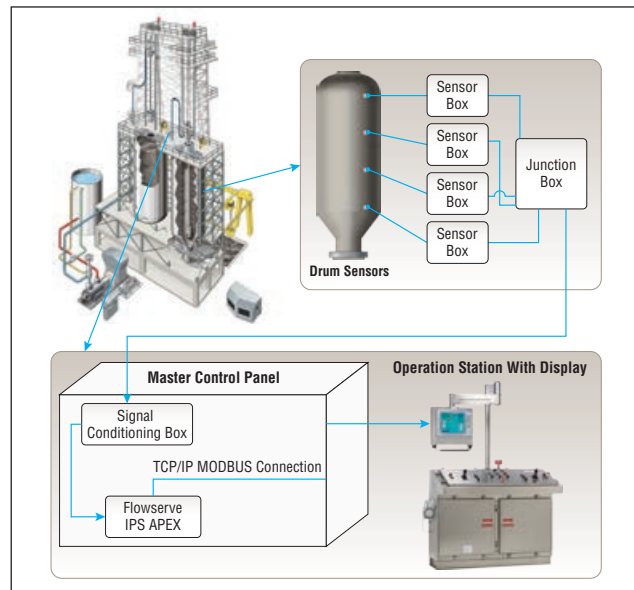 Sensor
Box
Sensor
Box
Sensor
Box
Sensor
Box
Junction
Box
Drum Sensors
Master Control Panel
Operation Station With Display
Signal
Conditioning Box
TCP/IP MODBUS Connection
Flowserve
IPS APEX